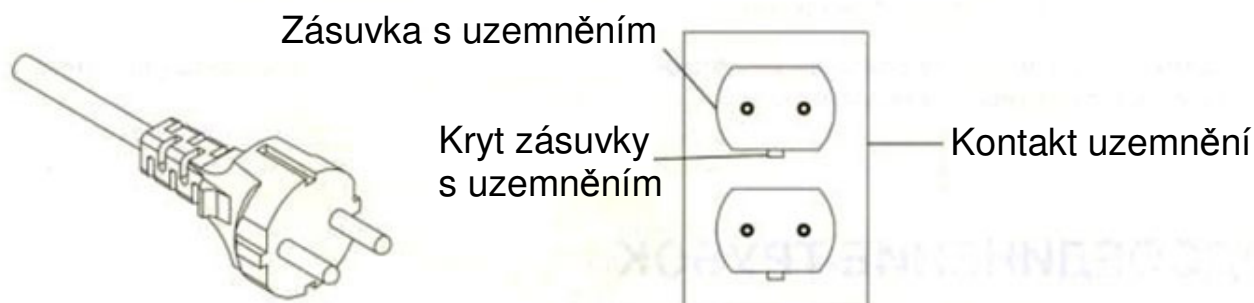 Zásuvka s uzemněním
Kryt zásuvky
s uzemněním
Kontakt uzemnění